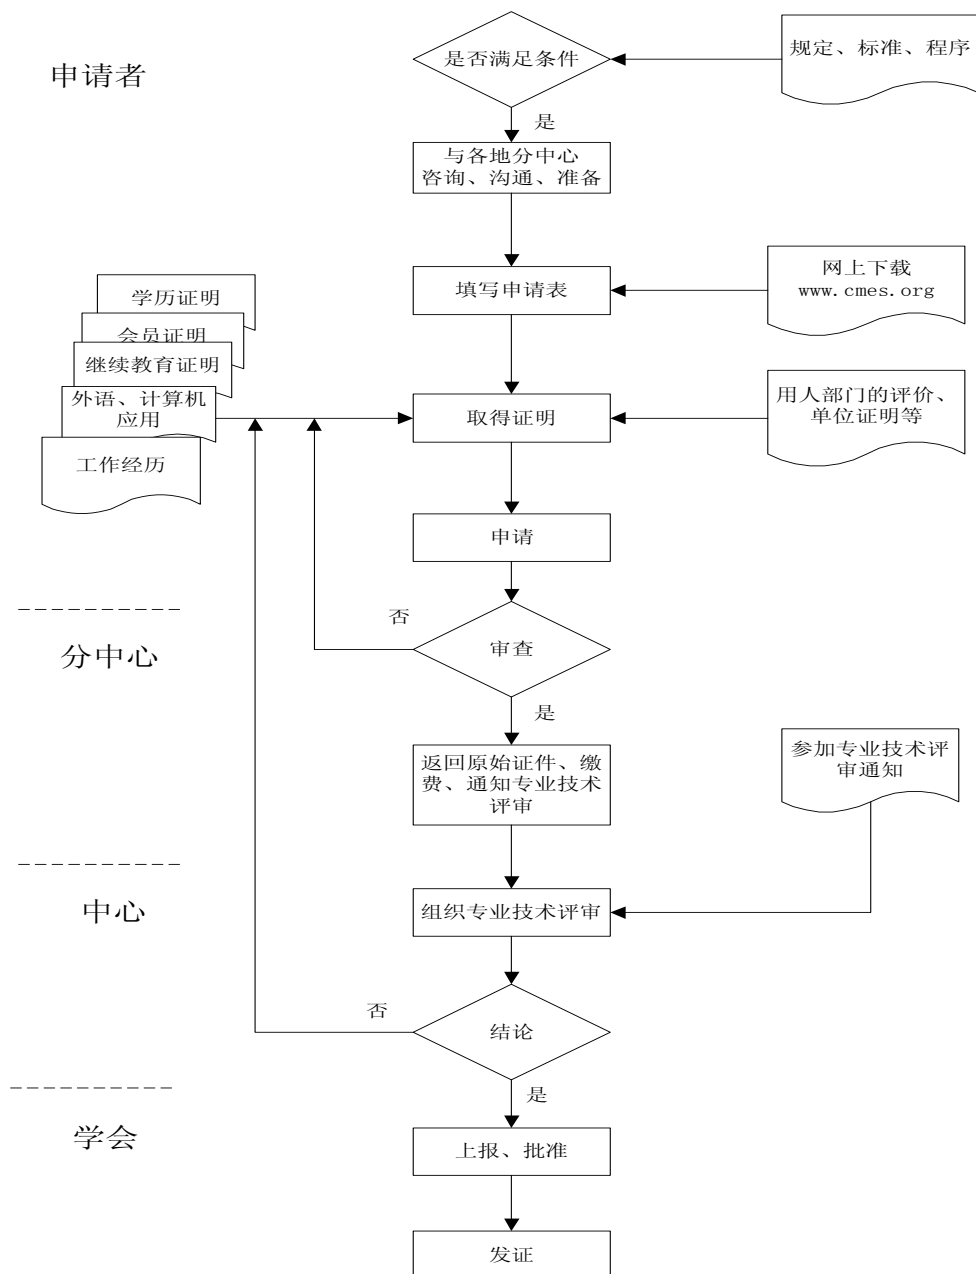 申请者
是否满足条件
规定、标准、程序
是
与各地分中心
咨询、沟通、准备
填写申请表
网上下载
www.cmes.org
学历证明
会员证明
继续教育证明
外语、计算机
应用
工作经历
取得证明
用人部门的评价、
单位证明等
申请
分中心
否
审查
是
返回原始证件、缴
费、通知专业技术
评审
参加专业技术评
审通知
中心
组织专业技术评审
否
结论
是
学会
上报、批准
发证